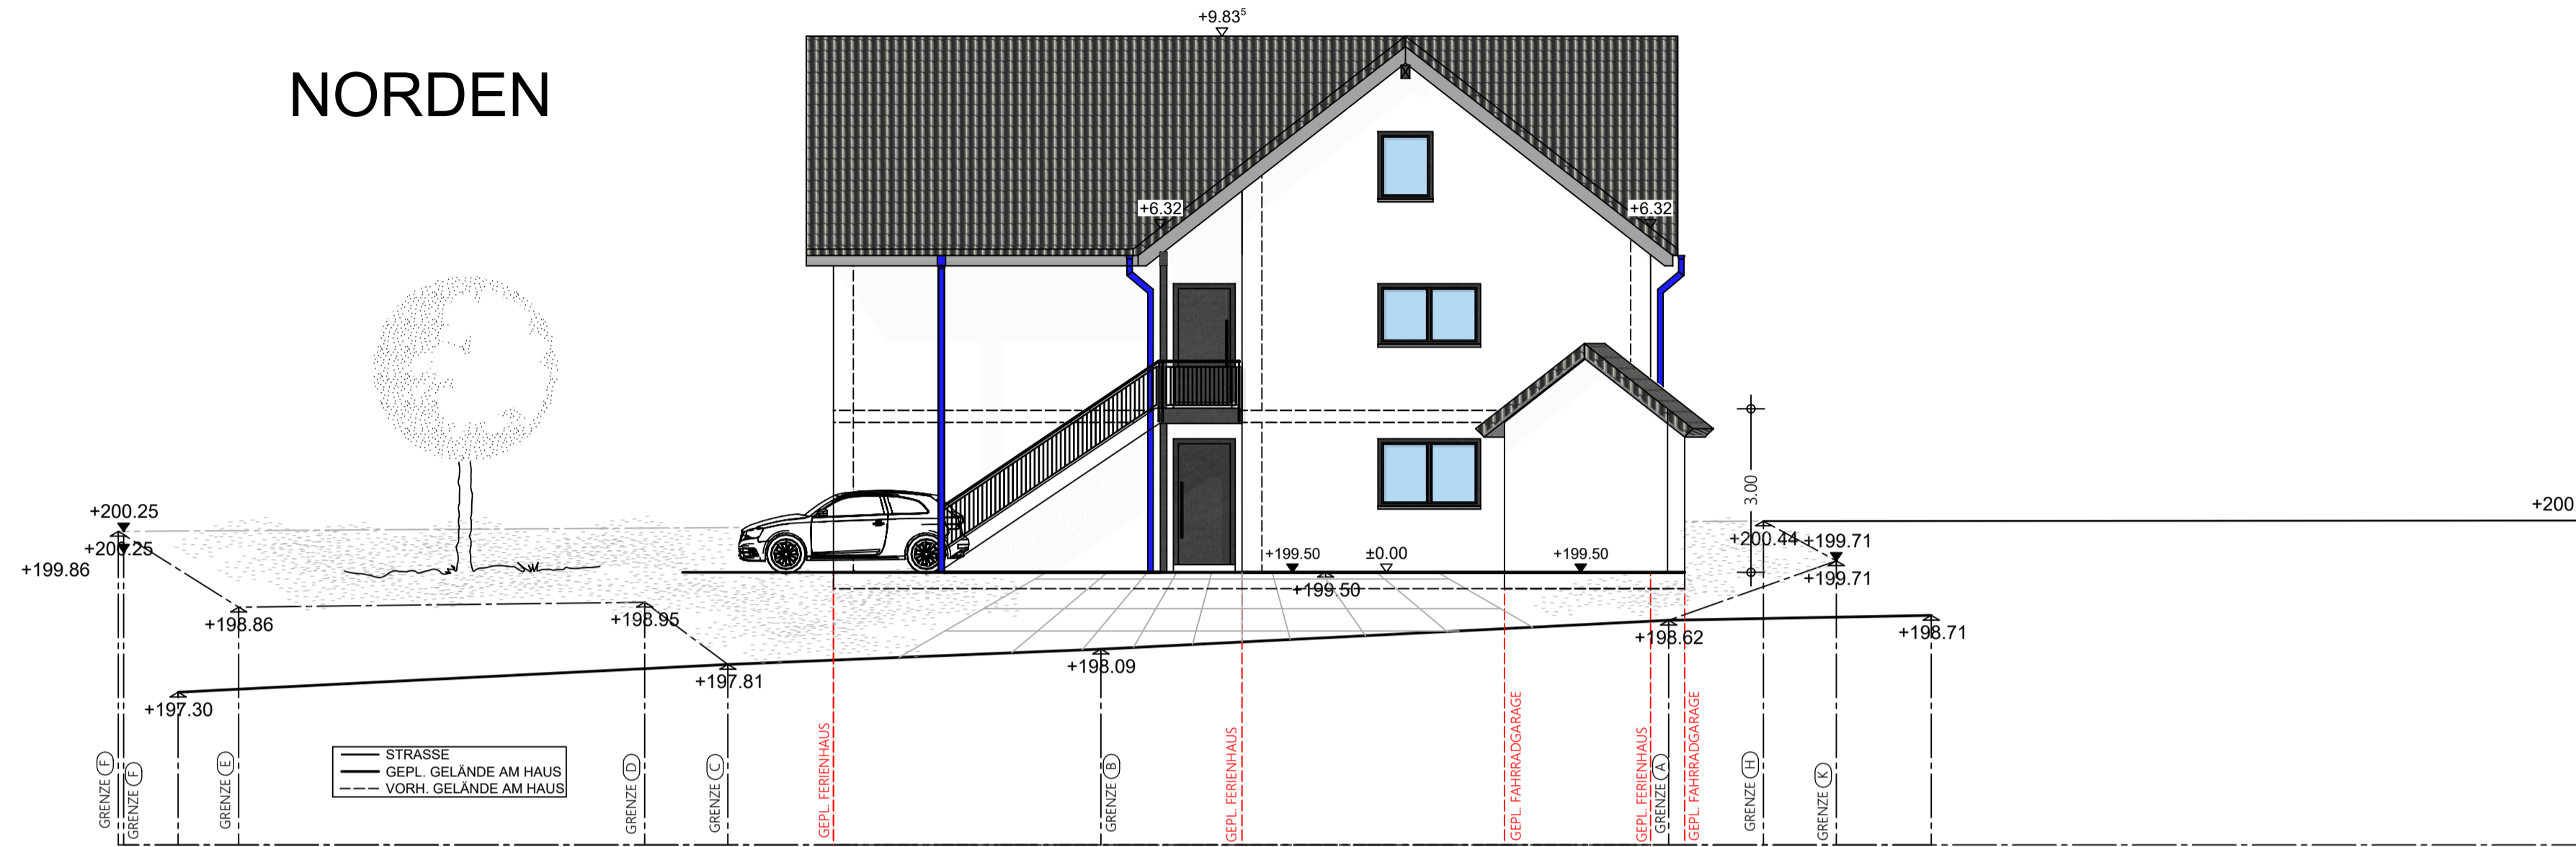 +9.83⁵
NORDEN
+6.32
+6.32
3.00
+200.25
+200.25
+199.86
+200
+200.44
+199.71
+199.71
+199.50
±0.00
+199.50
+199.50
+198.86
+198.95
+198.62
+198.71
+198.09
+197.81
+197.30
STRASSE
GEPL. GELÄNDE AM HAUS
VORH. GELÄNDE AM HAUS
GRENZE F
GRENZE F
GRENZE E
GRENZE D
GRENZE C
GEPL. FERIENHAUS
GRENZE B
GEPL. FERIENHAUS
GEPL. FAHRRADGARAGE
GEPL. FERIENHAUS
GRENZE A
GEPL. FAHRRADGARAGE
GRENZE H
GRENZE K